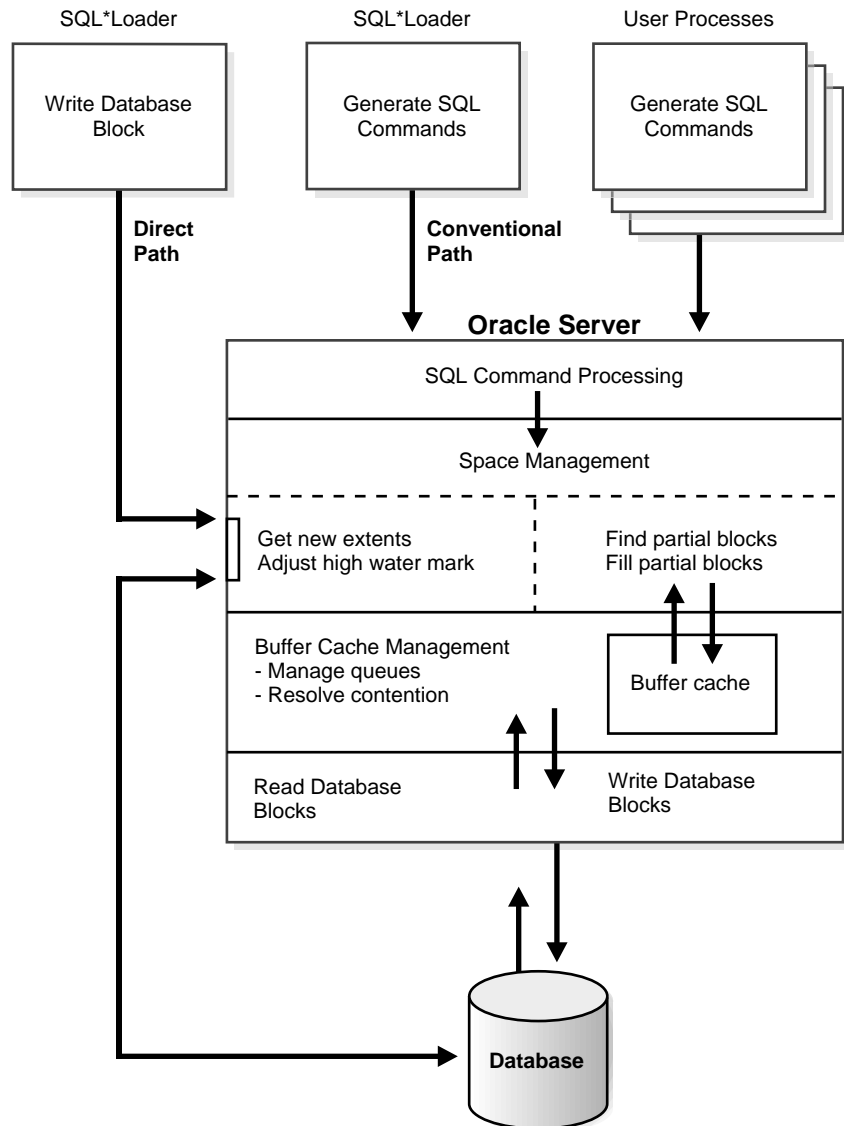 SQL*Loader
SQL*Loader
User Processes
Write Database
Block
Generate SQL
Commands
Generate SQL
Commands
Direct
Path
Conventional
Path
Oracle Server
SQL Command Processing
Space Management
Get new extents
Adjust high water mark
Find partial blocks
Fill partial blocks
Buffer Cache Management
- Manage queues
- Resolve contention
Buffer cache
Read Database
Blocks
Write Database
Blocks
Database